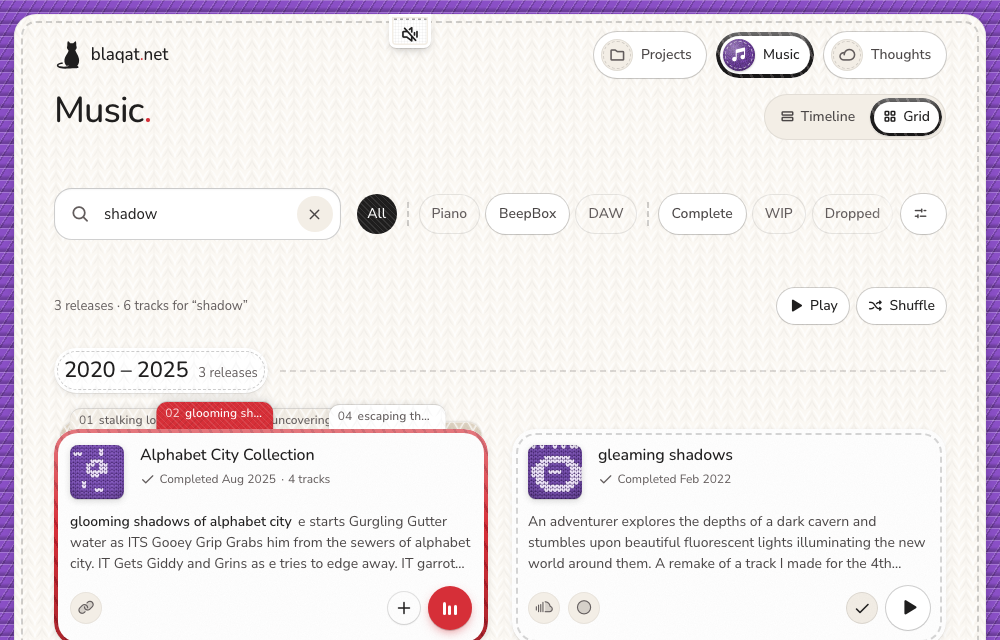 blaqat.net
Projects
Music
Thoughts
Music.
Timeline
Grid
shadow
All
Piano
BeepBox
DAW
Complete
WIP
Dropped
3 releases · 6 tracks for “shadow”
Play
Shuffle
2020 – 2025 3 releases
01 stalking lo
02 glooming sh...
uncovering
04 escaping th...
Alphabet City Collection
Completed Aug 2025 · 4 tracks
glooming shadows of alphabet city e starts Gurgling Gutter
water as ITS Gooey Grip Grabs him from the sewers of alphabet
city. IT Gets Giddy and Grins as e tries to edge away. IT garrot...
gleaming shadows
Completed Feb 2022
An adventurer explores the depths of a dark cavern and
stumbles upon beautiful fluorescent lights illuminating the new
world around them. A remake of a track I made for the 4th...